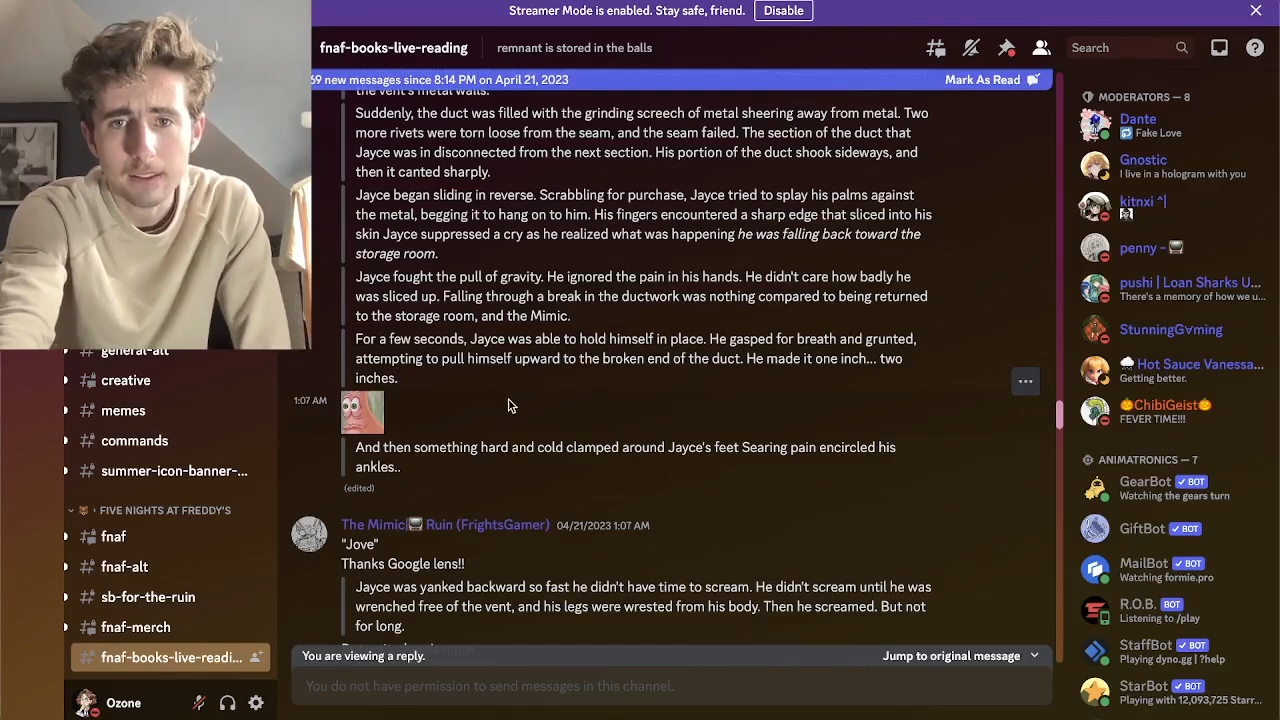 Streamer Mode is enabled. Stay safe, friend. Disable
fnaf-books-live-reading
remnant is stored in the balls
Search
69 new messages since 8:14 PM on April 21, 2023
Mark As Read
the vent's metal walls.
Suddenly, the duct was filled with the grinding screech of metal sheering away from metal. Two
more rivets were torn loose from the seam, and the seam failed. The section of the duct that
Jayce was in disconnected from the next section. His portion of the duct shook sideways, and
then it canted sharply.
Jayce began sliding in reverse. Scrabbling for purchase, Jayce tried to splay his palms against
the metal, begging it to hang on to him. His fingers encountered a sharp edge that sliced into his
skin Jayce suppressed a cry as he realized what was happening he was falling back toward the
storage room.
Jayce fought the pull of gravity. He ignored the pain in his hands. He didn't care how badly he
was sliced up. Falling through a break in the ductwork was nothing compared to being returned
to the storage room, and the Mimic.
For a few seconds, Jayce was able to hold himself in place. He gasped for breath and grunted,
attempting to pull himself upward to the broken end of the duct. He made it one inch... two
inches.
1:07 AM
And then something hard and cold clamped around Jayce's feet Searing pain encircled his
ankles..
(edited)
The Mimic Ruin (FrightsGamer) 04/21/2023 1:07 AM
"Jove"
Thanks Google lens!!
Jayce was yanked backward so fast he didn't have time to scream. He didn't scream until he was
wrenched free of the vent, and his legs were wrested from his body. Then he screamed. But not
for long.
You are viewing a reply.
Jump to original message
You do not have permission to send messages in this channel.
general-alt
creative
memes
commands
summer-icon-banner-...
FIVE NIGHTS AT FREDDY'S
fnaf
fnaf-alt
sb-for-the-ruin
fnaf-merch
fnaf-books-live-readi...
Ozone
MODERATORS — 8
Dante
Fake Love
Gnostic
I live in a hologram with you
kitnxi ^|
penny -
pushi | Loan Sharks U...
There's a memory of how we u...
StunningG∀ming
Hot Sauce Vanessa...
Getting better.
ChibiGeist
FEVER TIME!!!
ANIMATRONICS — 7
GearBot BOT
Watching the gears turn
GiftBot BOT
MailBot BOT
Watching formie.pro
R.O.B. BOT
Listening to /play
StaffBot BOT
Playing dyno.gg | ?help
StarBot BOT
Playing with 12,093,725 Starr...